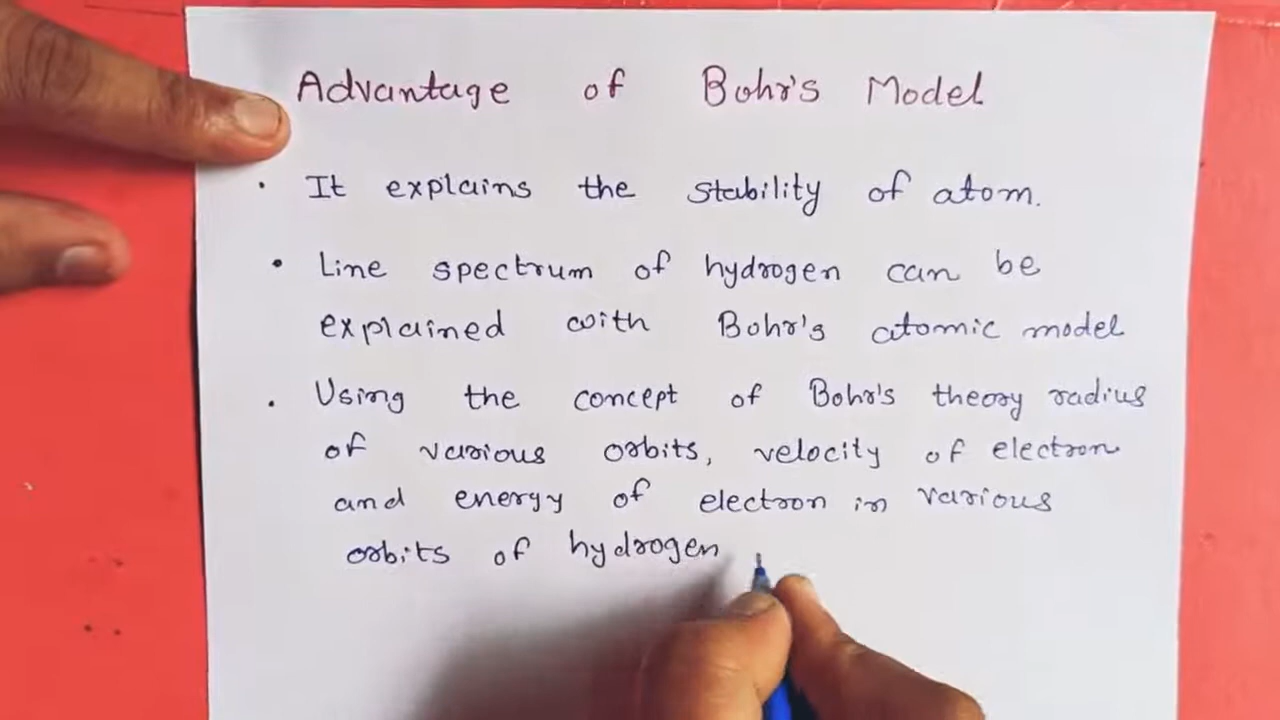 Advantage of Bohr's Model
• It explains the stability of atom.
• Line spectrum of hydrogen can be
explained with Bohr's atomic model
• Using the concept of Bohr's theory radius
of various orbits, velocity of electron
and energy of electron in various
orbits of hydrogen